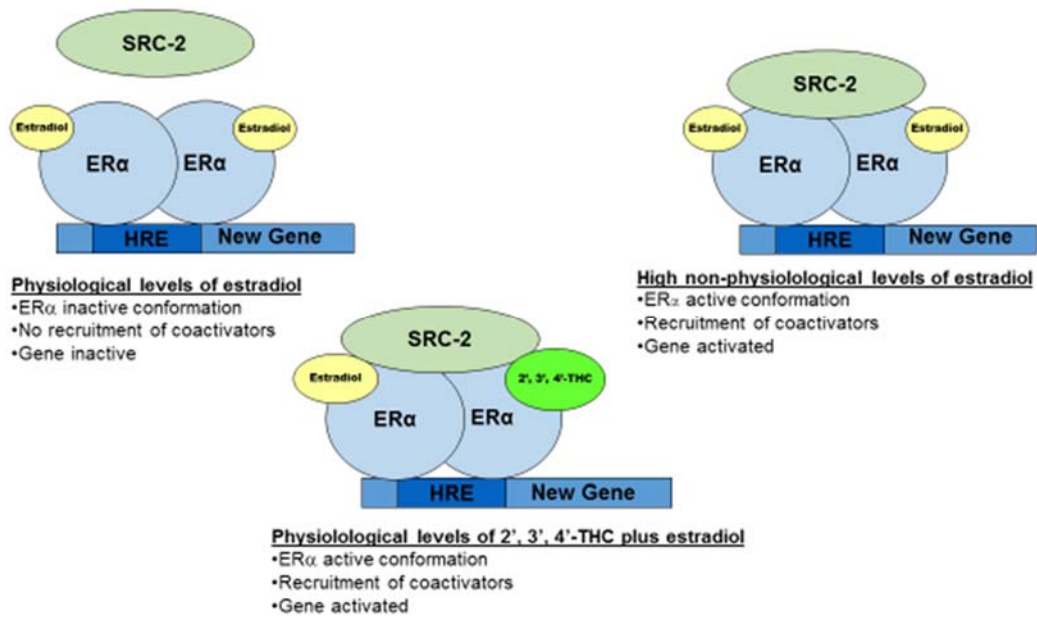 SRC-2
Estradiol
Estradiol
ERα
ERα
HRE
New Gene
Physiological levels of estradiol
•ERα inactive conformation
•No recruitment of coactivators
•Gene inactive
SRC-2
Estradiol
Estradiol
ERα
ERα
HRE
New Gene
High non-physiolological levels of estradiol
•ERα active conformation
•Recruitment of coactivators
•Gene activated
SRC-2
Estradiol
2', 3', 4'-THC
ERα
ERα
HRE
New Gene
Physiolological levels of 2', 3', 4'-THC plus estradiol
•ERα active conformation
•Recruitment of coactivators
•Gene activated